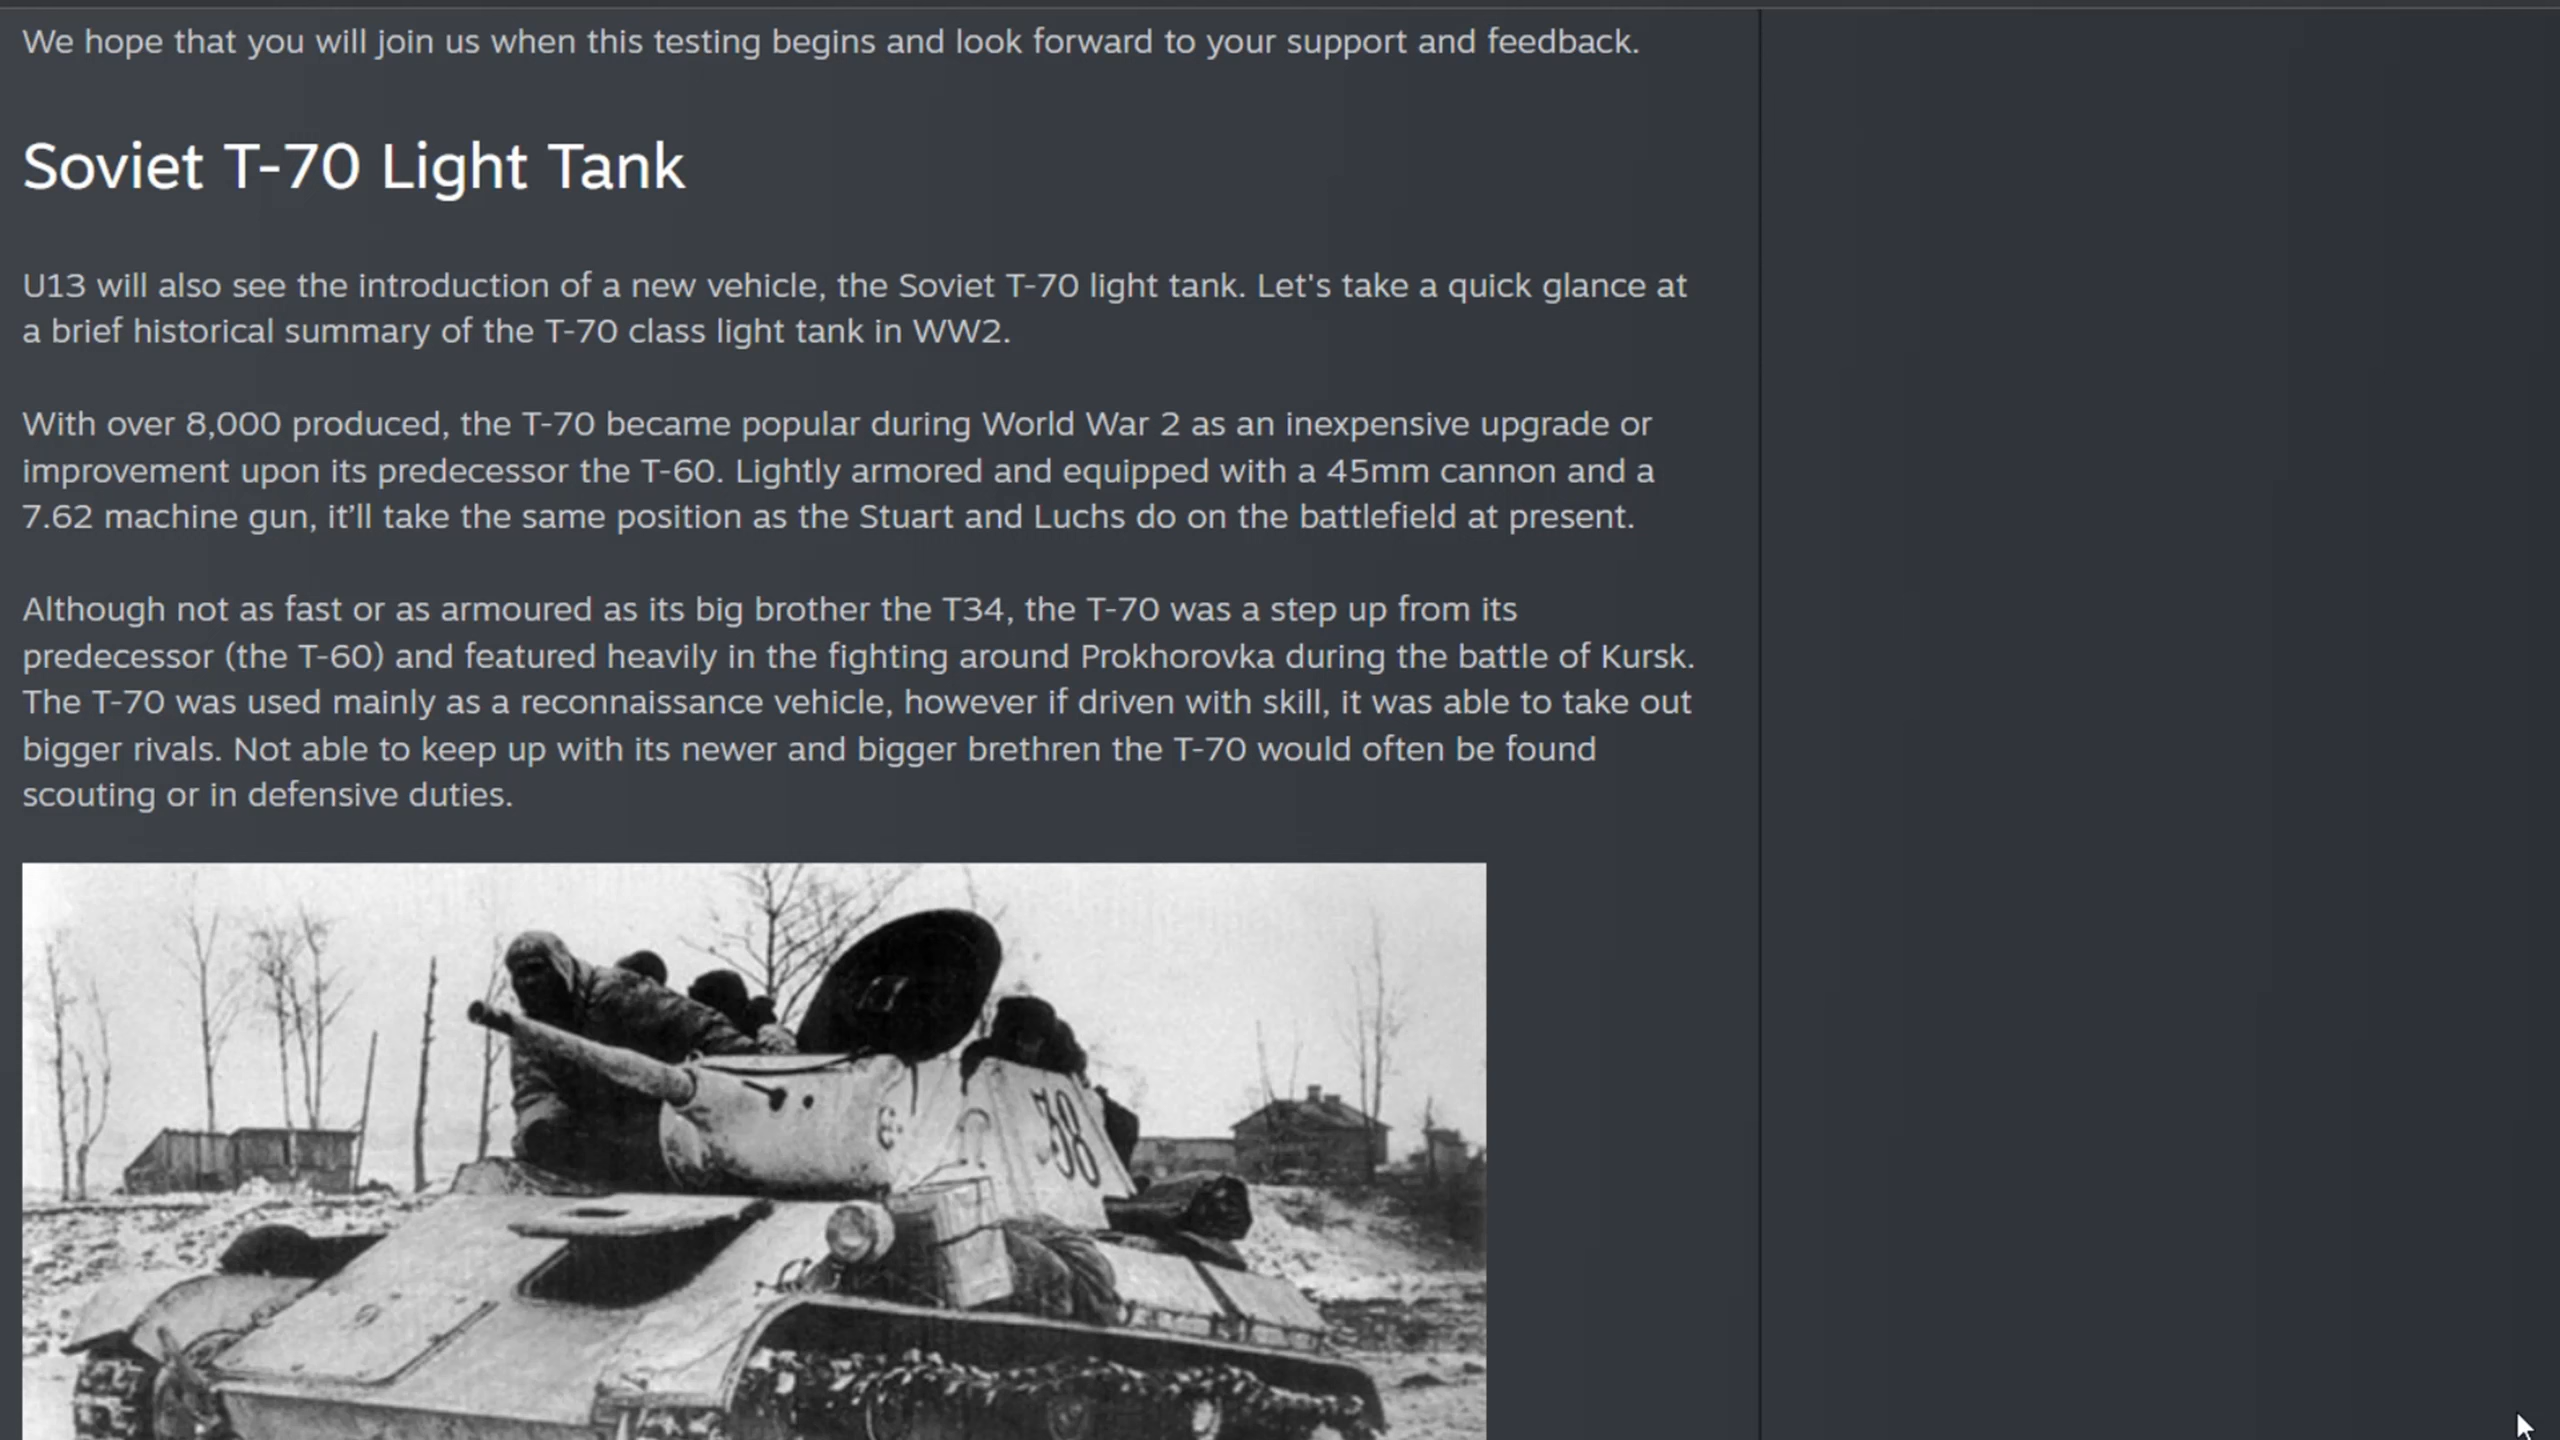 We hope that you will join us when this testing begins and look forward to your support and feedback.
Soviet T-70 Light Tank
U13 will also see the introduction of a new vehicle, the Soviet T-70 light tank. Let's take a quick glance at
a brief historical summary of the T-70 class light tank in WW2.
With over 8,000 produced, the T-70 became popular during World War 2 as an inexpensive upgrade or
improvement upon its predecessor the T-60. Lightly armored and equipped with a 45mm cannon and a
7.62 machine gun, it’ll take the same position as the Stuart and Luchs do on the battlefield at present.
Although not as fast or as armoured as its big brother the T34, the T-70 was a step up from its
predecessor (the T-60) and featured heavily in the fighting around Prokhorovka during the battle of Kursk.
The T-70 was used mainly as a reconnaissance vehicle, however if driven with skill, it was able to take out
bigger rivals. Not able to keep up with its newer and bigger brethren the T-70 would often be found
scouting or in defensive duties.
38